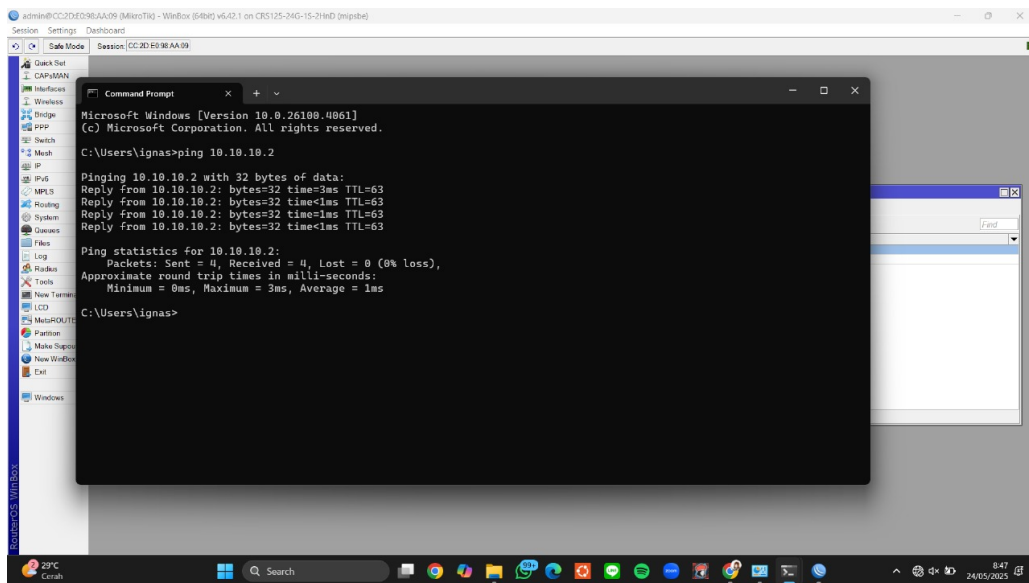 admin@CC:2D:E0:98:AA:09 (MikroTik) - WinBox (64bit) v6.42.1 on CRS125-24G-1S-2HnD (mipsbe)
Session Settings Dashboard
Safe Mode Session: CC:2D:E0:98:AA:09
Quick Set
CAPsMAN
Interfaces
Wireless
Bridge
PPP
Switch
Mesh
IP
IPv6
MPLS
Routing
System
Queues
Files
Log
Radius
Tools
New Termina
LCD
MetaROUTE
Partition
Make Supou
New WinBox
Exit
Windows
RouterOS WinBox
Command Prompt
Microsoft Windows [Version 10.0.26100.4061]
(c) Microsoft Corporation. All rights reserved.
C:\Users\ignas>ping 10.10.10.2
Pinging 10.10.10.2 with 32 bytes of data:
Reply from 10.10.10.2: bytes=32 time=3ms TTL=63
Reply from 10.10.10.2: bytes=32 time<1ms TTL=63
Reply from 10.10.10.2: bytes=32 time=1ms TTL=63
Reply from 10.10.10.2: bytes=32 time<1ms TTL=63
Ping statistics for 10.10.10.2:
Packets: Sent = 4, Received = 4, Lost = 0 (0% loss),
Approximate round trip times in milli-seconds:
Minimum = 0ms, Maximum = 3ms, Average = 1ms
C:\Users\ignas>
Find
2
29°C
Cerah
Search
99+
8:47
24/05/2025